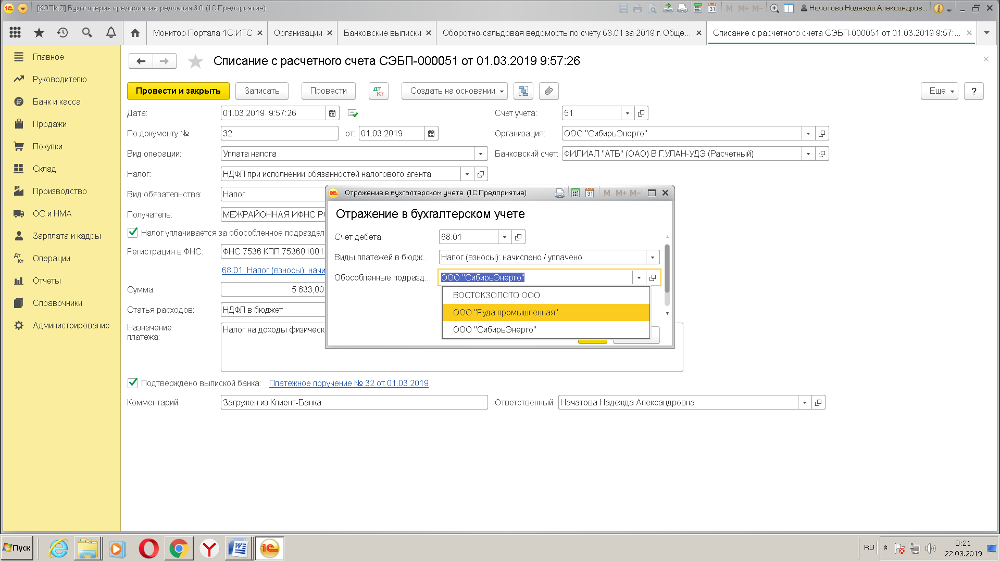 [КОПИЯ] Бухгалтерия предприятия, редакция 3.0 (1С:Предприятие)
M M+ M- Начатова Надежда Александров...
Монитор Портала 1С:ИТС
Организации
Банковские выписки
Оборотно-сальдовая ведомость по счету 68.01 за 2019 г. Обще...
Списание с расчетного счета СЭБП-000051 от 01.03.2019 9:57:...
Главное
Руководителю
Банк и касса
Продажи
Покупки
Склад
Производство
ОС и НМА
Зарплата и кадры
Операции
Отчеты
Справочники
Администрирование
Списание с расчетного счета СЭБП-000051 от 01.03.2019 9:57:26
Провести и закрыть Записать Провести Дт Кт Создать на основании Еще ?
Дата: 01.03.2019 9:57:26 Счет учета: 51
По документу №: 32 от: 01.03.2019 Организация: ООО "СибирьЭнерго"
Вид операции: Уплата налога Банковский счет: ФИЛИАЛ "АТБ" (ОАО) В Г.УЛАН-УДЭ (Расчетный)
Налог: НДФЛ при исполнении обязанностей налогового агента
Вид обязательства: Налог
Получатель: МЕЖРАЙОННАЯ ИФНС РО
Налог уплачивается за обособленное подраздел
Регистрация в ФНС: ФНС 7536 КПП 753601001
68.01, Налог (взносы): начи
Сумма: 5 633,00
Статья расходов: НДФЛ в бюджет
Назначение платежа: Налог на доходы физическ
Подтверждено выпиской банка: Платежное поручение № 32 от 01.03.2019
Комментарий: Загружен из Клиент-Банка Ответственный: Начатова Надежда Александровна
Отражение в бухгалтерском учете (1С:Предприятие) 31 M M+ M-
Отражение в бухгалтерском учете
Счет дебета: 68.01
Виды платежей в бюдж... Налог (взносы): начислено / уплачено
Обособленные подразд... ООО "СибирьЭнерго"
ВОСТОКЗОЛОТО ООО
ООО "Руда промышленная"
ООО "СибирьЭнерго"
Пуск
RU
8:21
22.03.2019